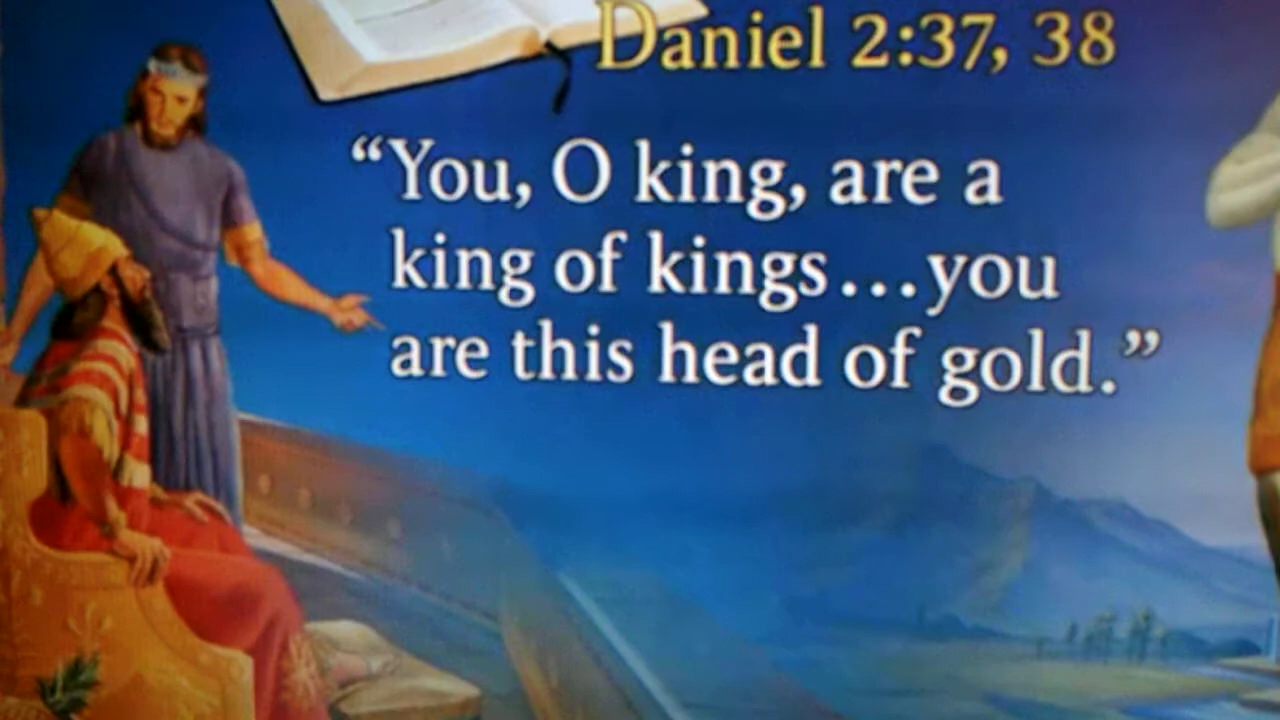 Daniel 2:37, 38
“You, O king, are a
king of kings…you
are this head of gold.”